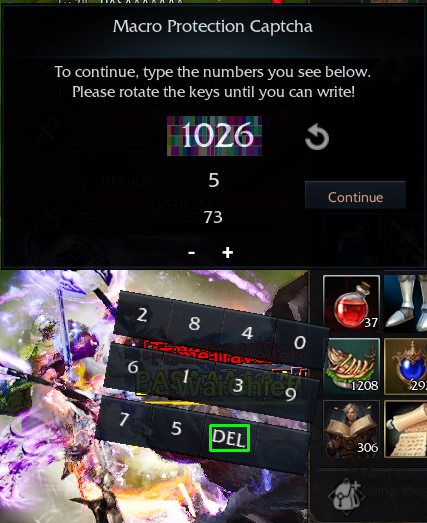 Macro Protection Captcha
To continue, type the numbers you see below.
Please rotate the keys until you can write!
1026
5
Continue
73
- +
2 8 4 0
6 1 3 9
7 5 DEL
37
1208
292
306